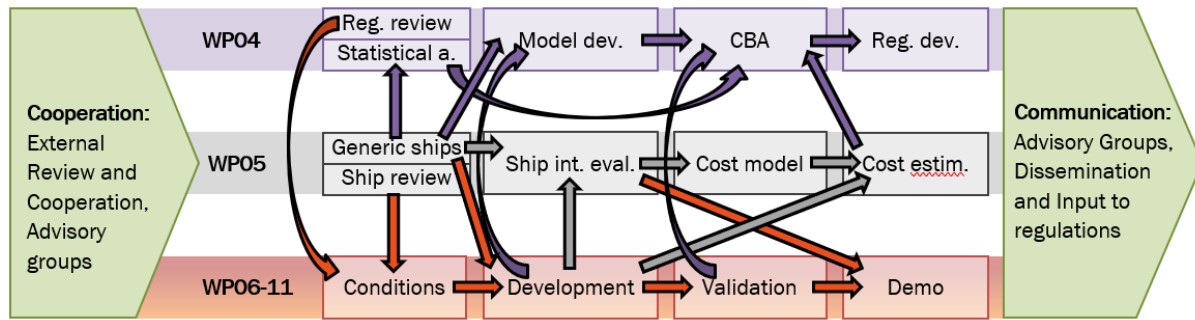 Cooperation:
External
Review and
Cooperation,
Advisory
groups
WP04
Reg. review
Statistical a.
Model dev.
CBA
Reg. dev.
WP05
Generic ships
Ship review
Ship int. eval.
Cost model
Cost estim.
WP06-11
Conditions
Development
Validation
Demo
Communication:
Advisory Groups,
Dissemination
and Input to
regulations